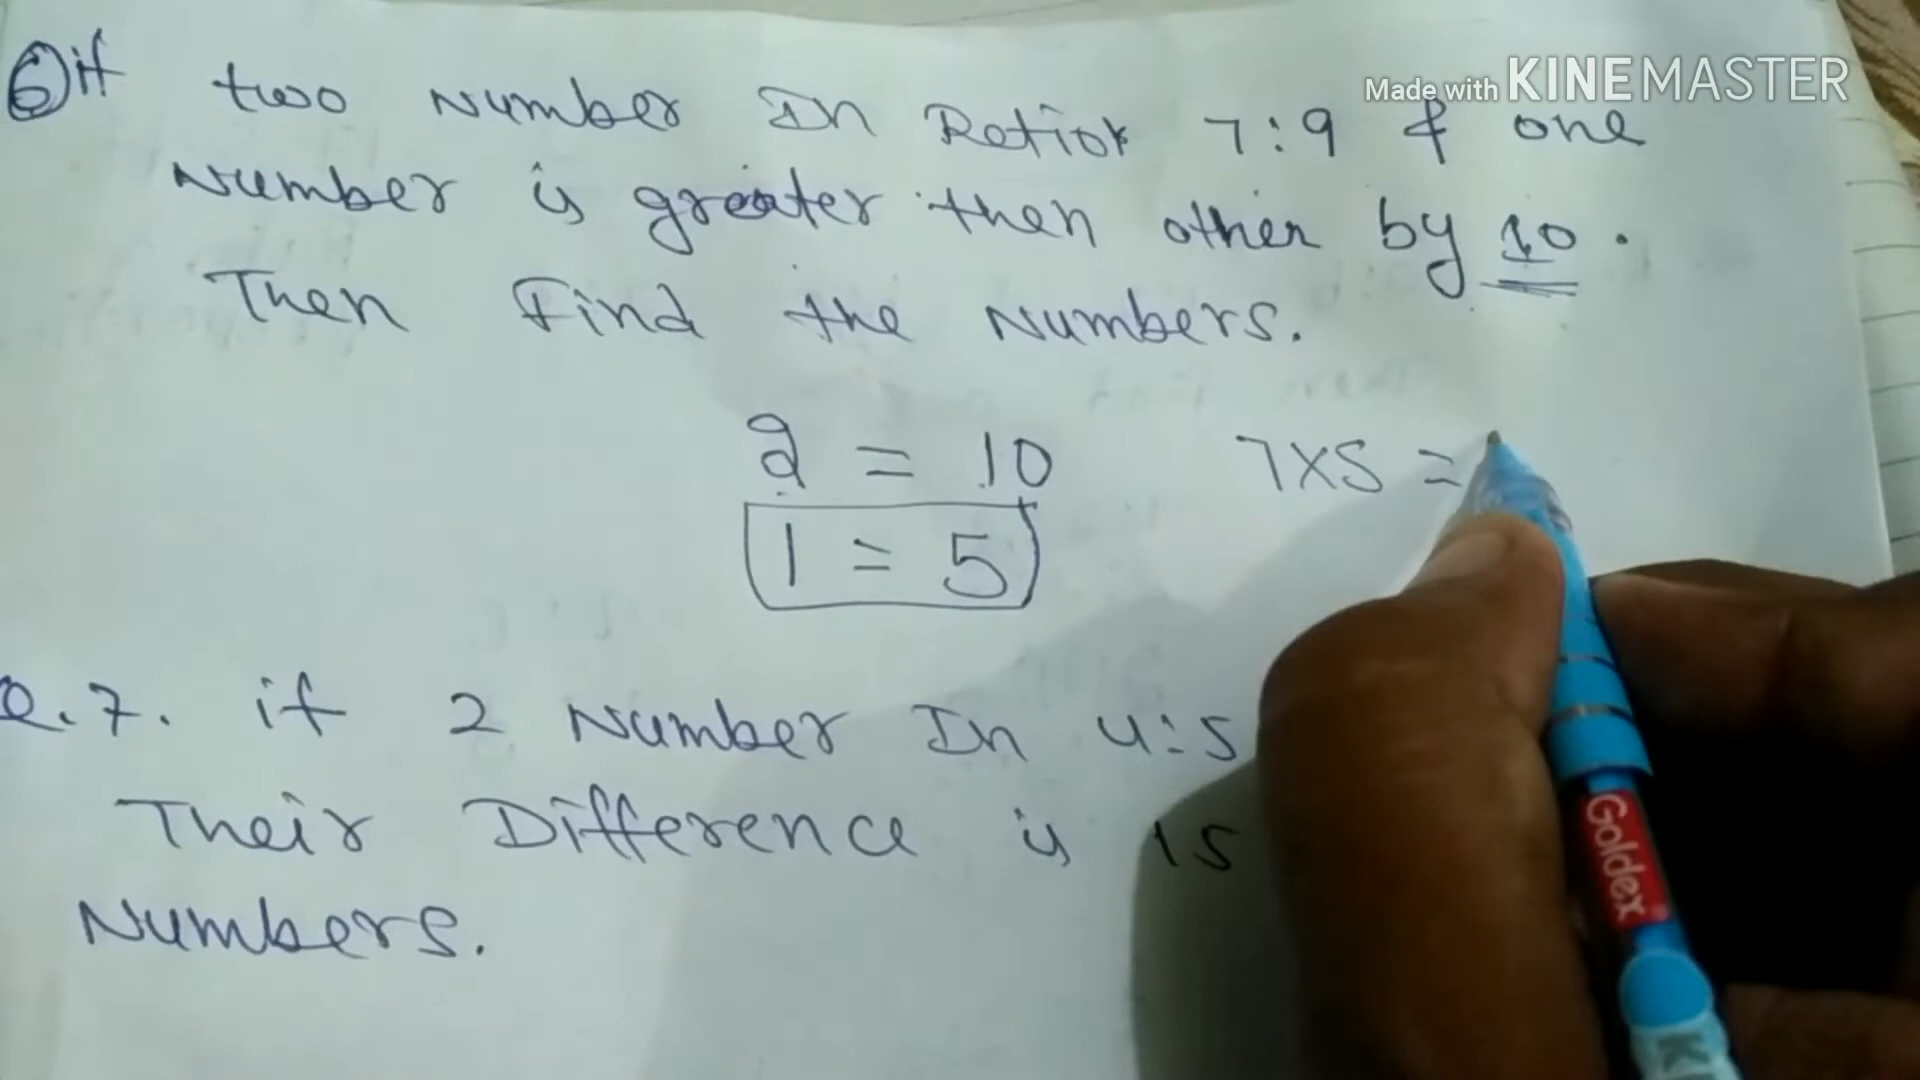 Made with KINEMASTER
⑥ if two Number In Ratior 7:9 & one
Number is greater then other by 10.
Then Find the Numbers.
2 = 10
7x5 =
1 = 5
Q.7. if 2 Number In 4:5
Their Difference is 15
Numbers.
Goldex